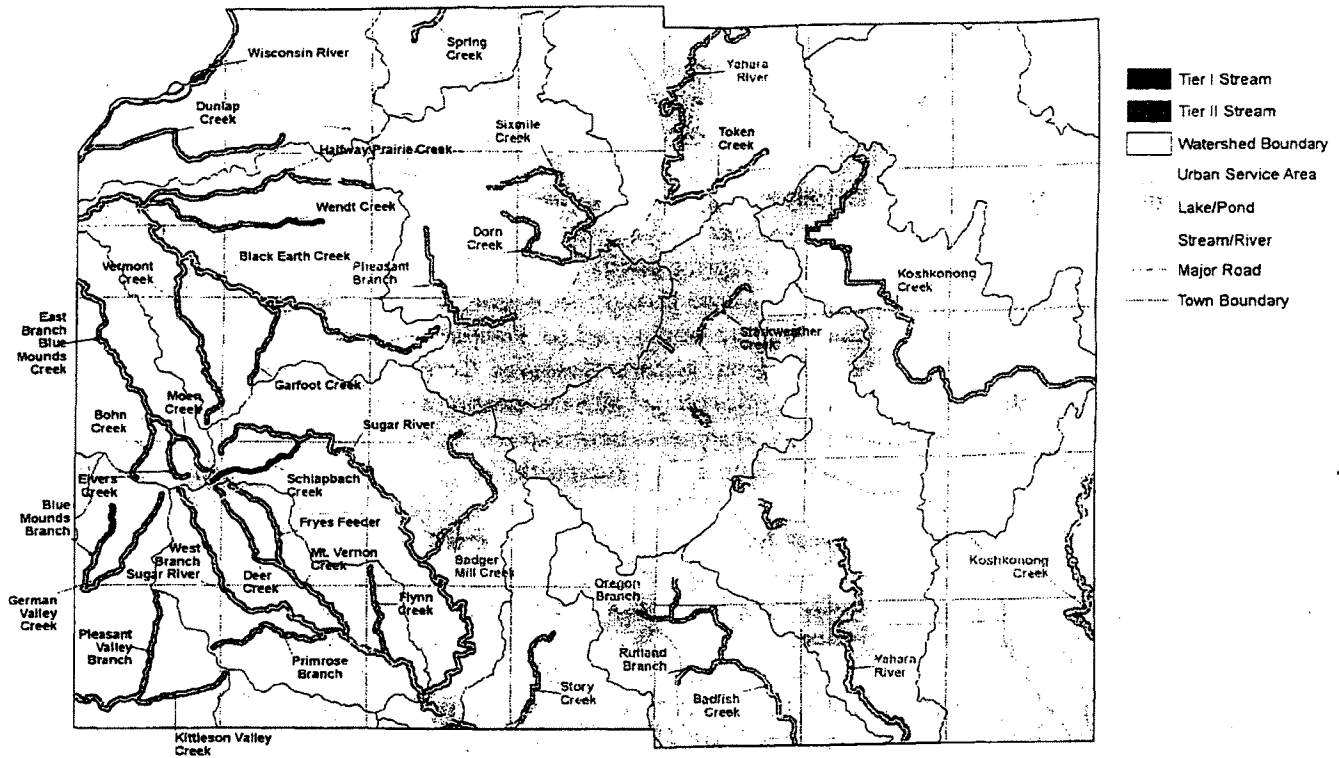 Wisconsin River
Spring
Creek
Yahara
River
Dunlap
Creek
Sixmile
Creek
Token
Creek
Halfway Prairie Creek
Wendt Creek
Dorn
Creek
Black Earth Creek
Vermont
Creek
Pheasant
Branch
Koshkonong
Creek
East
Branch
Blue
Mounds
Creek
Starkweather
Creek
Garfoot Creek
Moen
Creek
Bohn
Creek
Sugar River
Elvers
Creek
Schlapbach
Creek
Blue
Mounds
Branch
Fryes Feeder
West
Branch
Sugar River
Mt. Vernon
Creek
Deer
Creek
Badger
Mill Creek
Koshkonong
Creek
German
Valley
Creek
Flynn
Creek
Oregon
Branch
Pleasant
Valley
Branch
Primrose
Branch
Rutland
Branch
Yahara
River
Story
Creek
Badfish
Creek
Kittleson Valley
Creek
Tier I Stream
Tier II Stream
Watershed Boundary
Urban Service Area
Lake/Pond
Stream/River
Major Road
Town Boundary